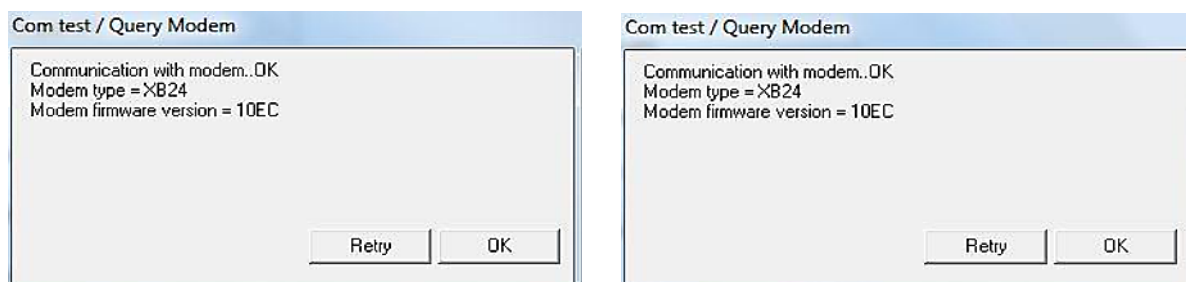 Com test / Query Modem
Communication with modem..OK
Modem type = XB24
Modem firmware version = 10EC
Retry
OK
Com test / Query Modem
Communication with modem..OK
Modem type = XB24
Modem firmware version = 10EC
Retry
OK